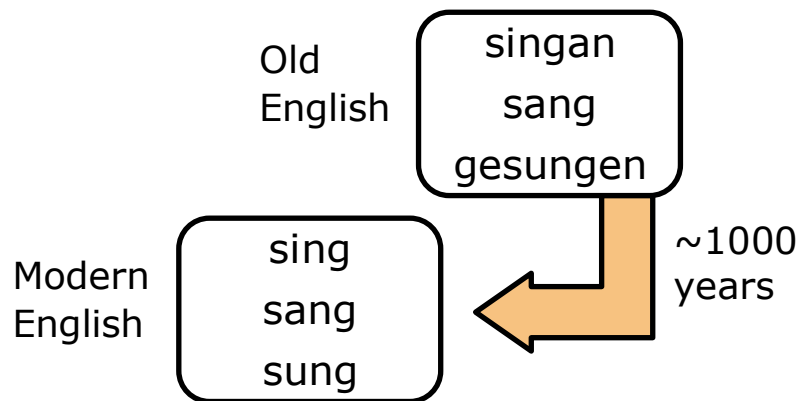 Old
English
singan
sang
gesungen
~1000
years
Modern
English
sing
sang
sung